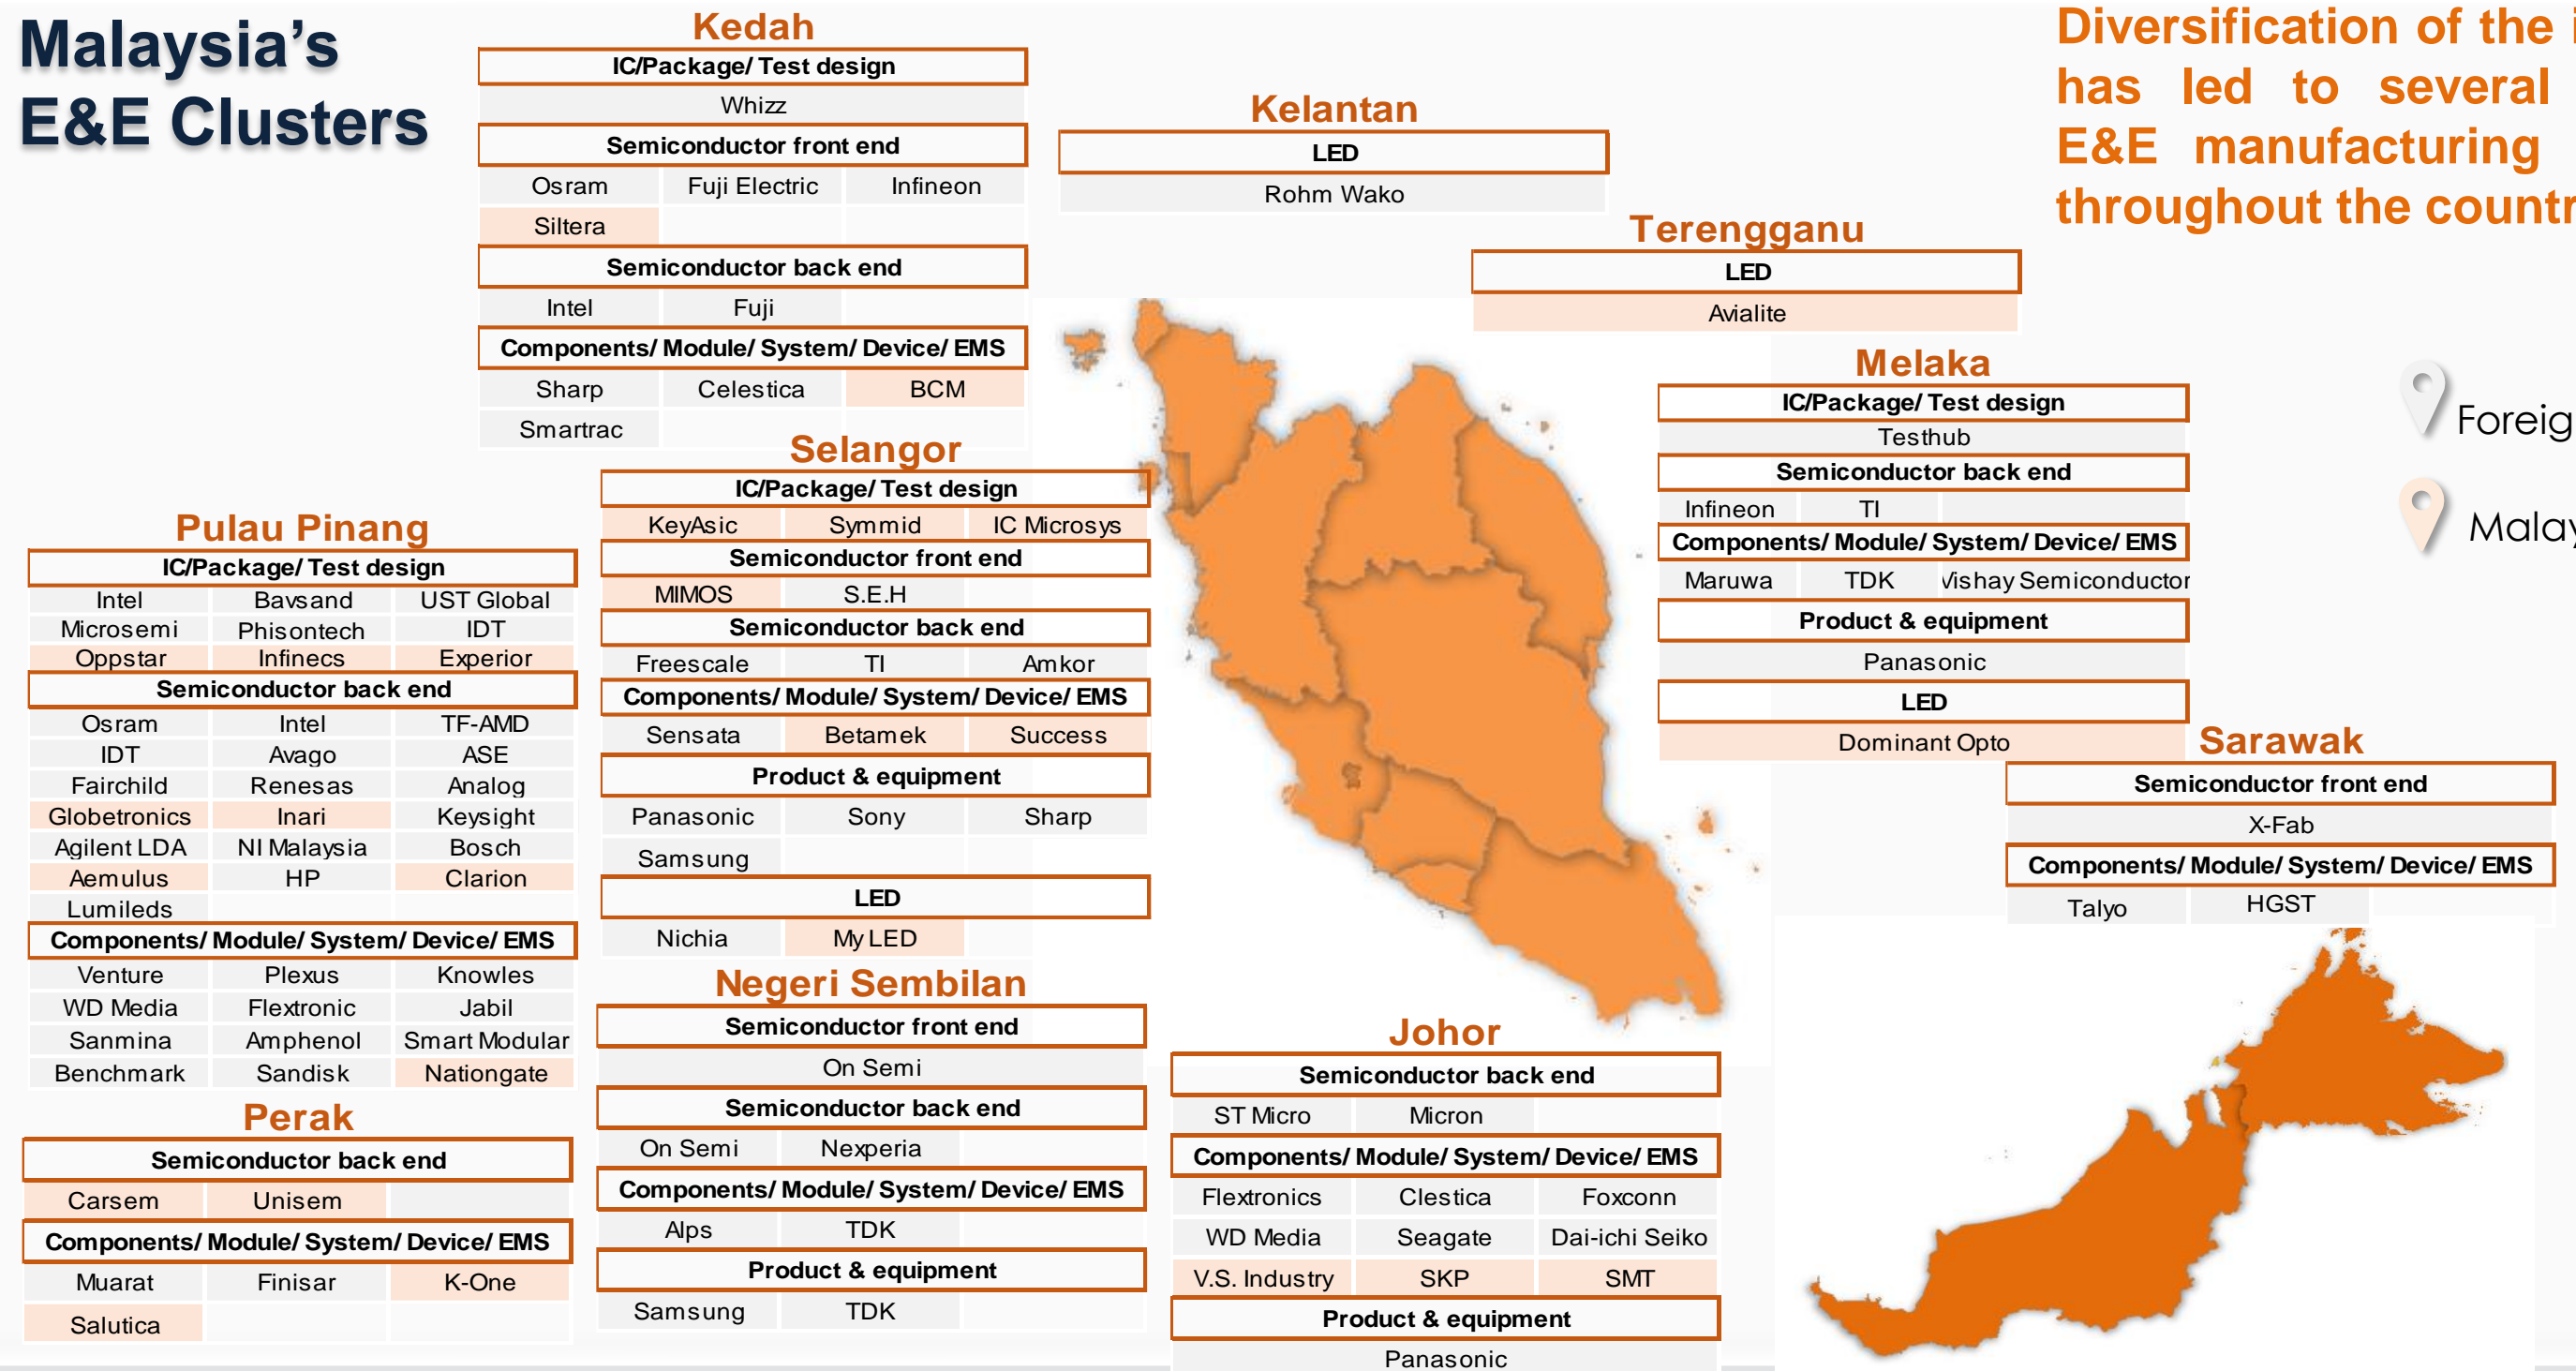 Malaysia's
E&E Clusters
Kedah
IC/Package/ Test design
Whizz
Semiconductor front end
Osram Fuji Electric Infineon
Siltera
Semiconductor back end
Intel Fuji
Components/ Module/ System/ Device/ EMS
Sharp Celestica BCM
Smartrac
Kelantan
LED
Rohm Wako
Terengganu
LED
Avialite
Diversification of the i
has led to several
E&E manufacturing
throughout the countr
Foreig
Malay
Melaka
IC/Package/ Test design
Testhub
Semiconductor back end
Infineon TI
Components/ Module/ System/ Device/ EMS
Maruwa TDK Vishay Semiconductor
Product & equipment
Panasonic
LED
Dominant Opto
Sarawak
Semiconductor front end
X-Fab
Components/ Module/ System/ Device/ EMS
Talyo HGST
Selangor
IC/Package/ Test design
KeyAsic Symmid IC Microsys
Semiconductor front end
MIMOS S.E.H
Semiconductor back end
Freescale TI Amkor
Components/ Module/ System/ Device/ EMS
Sensata Betamek Success
Product & equipment
Panasonic Sony Sharp
Samsung
LED
Nichia My LED
Pulau Pinang
IC/Package/ Test design
Intel Bavsand UST Global
Microsemi Phisontech IDT
Oppstar Infinecs Experior
Semiconductor back end
Osram Intel TF-AMD
IDT Avago ASE
Fairchild Renesas Analog
Globetronics Inari Keysight
Agilent LDA NI Malaysia Bosch
Aemulus HP Clarion
Lumileds
Components/ Module/ System/ Device/ EMS
Venture Plexus Knowles
WD Media Flextronic Jabil
Sanmina Amphenol Smart Modular
Benchmark Sandisk Nationgate
Perak
Semiconductor back end
Carsem Unisem
Components/ Module/ System/ Device/ EMS
Muarat Finisar K-One
Salutica
Negeri Sembilan
Semiconductor front end
On Semi
Semiconductor back end
On Semi Nexperia
Components/ Module/ System/ Device/ EMS
Alps TDK
Product & equipment
Samsung TDK
Johor
Semiconductor back end
ST Micro Micron
Components/ Module/ System/ Device/ EMS
Flextronics Clestica Foxconn
WD Media Seagate Dai-ichi Seiko
V.S. Industry SKP SMT
Product & equipment
Panasonic